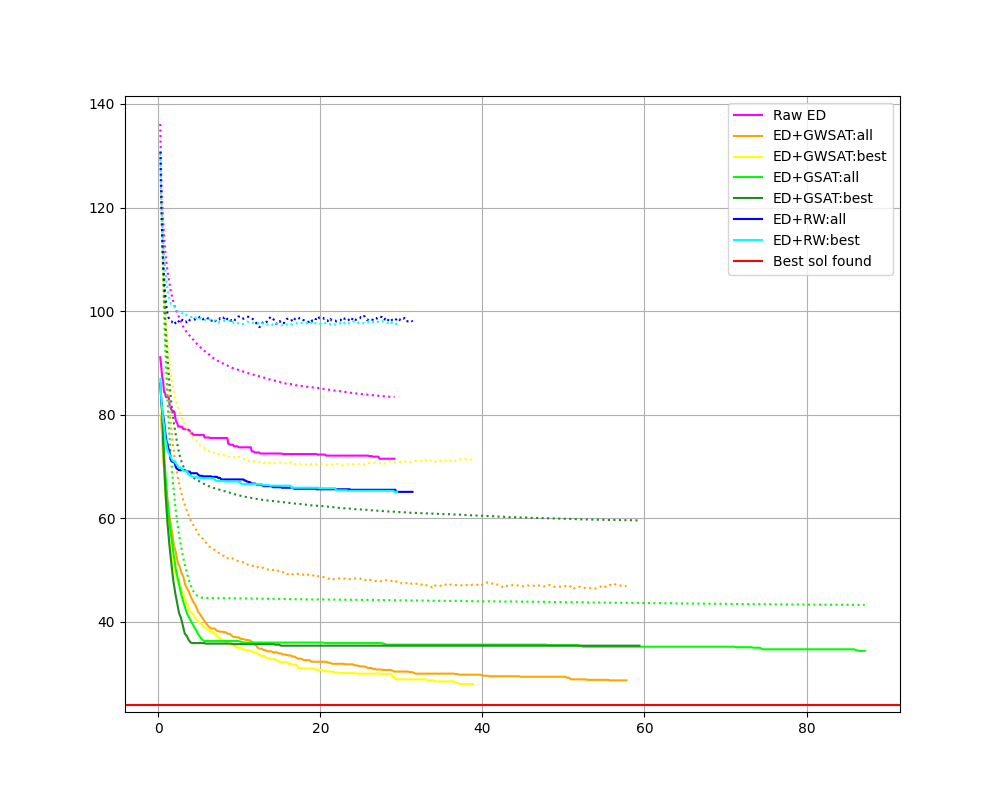 140
120
100
80
60
40
0 20 40 60 80
Raw ED
ED+GWSAT:all
ED+GWSAT:best
ED+GSAT:all
ED+GSAT:best
ED+RW:all
ED+RW:best
Best sol found